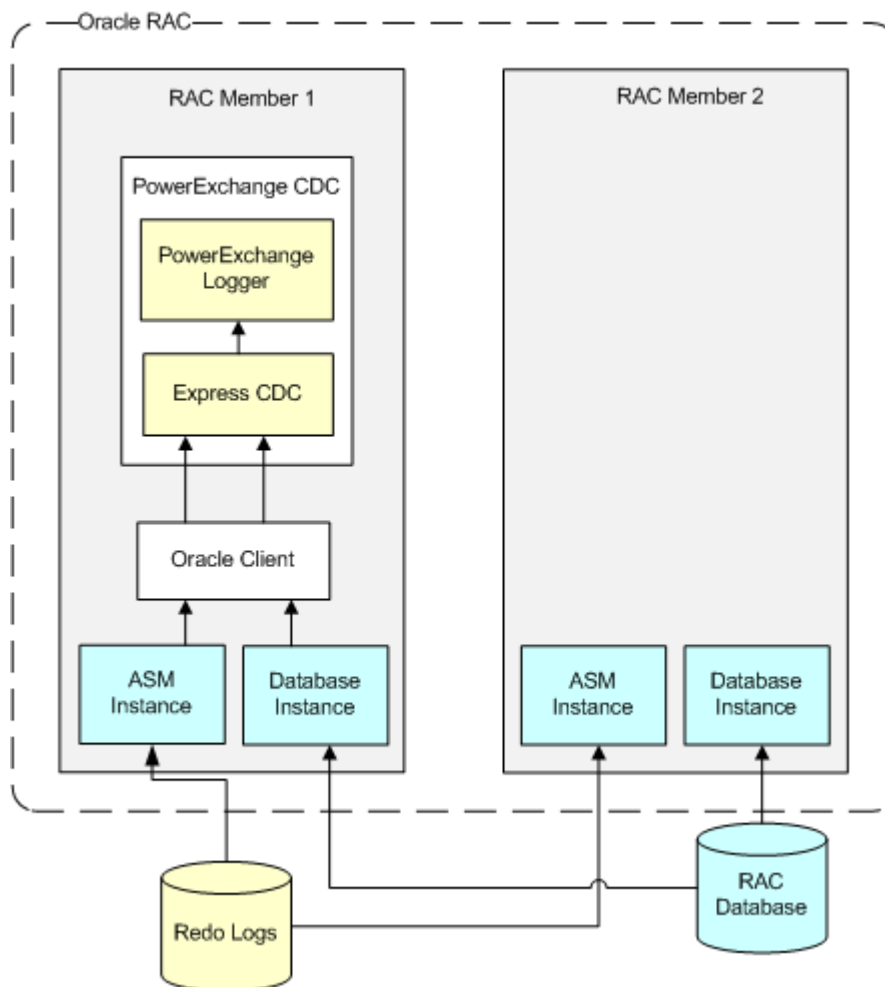 Oracle RAC
RAC Member 1
PowerExchange CDC
PowerExchange
Logger
Express CDC
Oracle Client
ASM
Instance
Database
Instance
RAC Member 2
ASM
Instance
Database
Instance
Redo Logs
RAC
Database